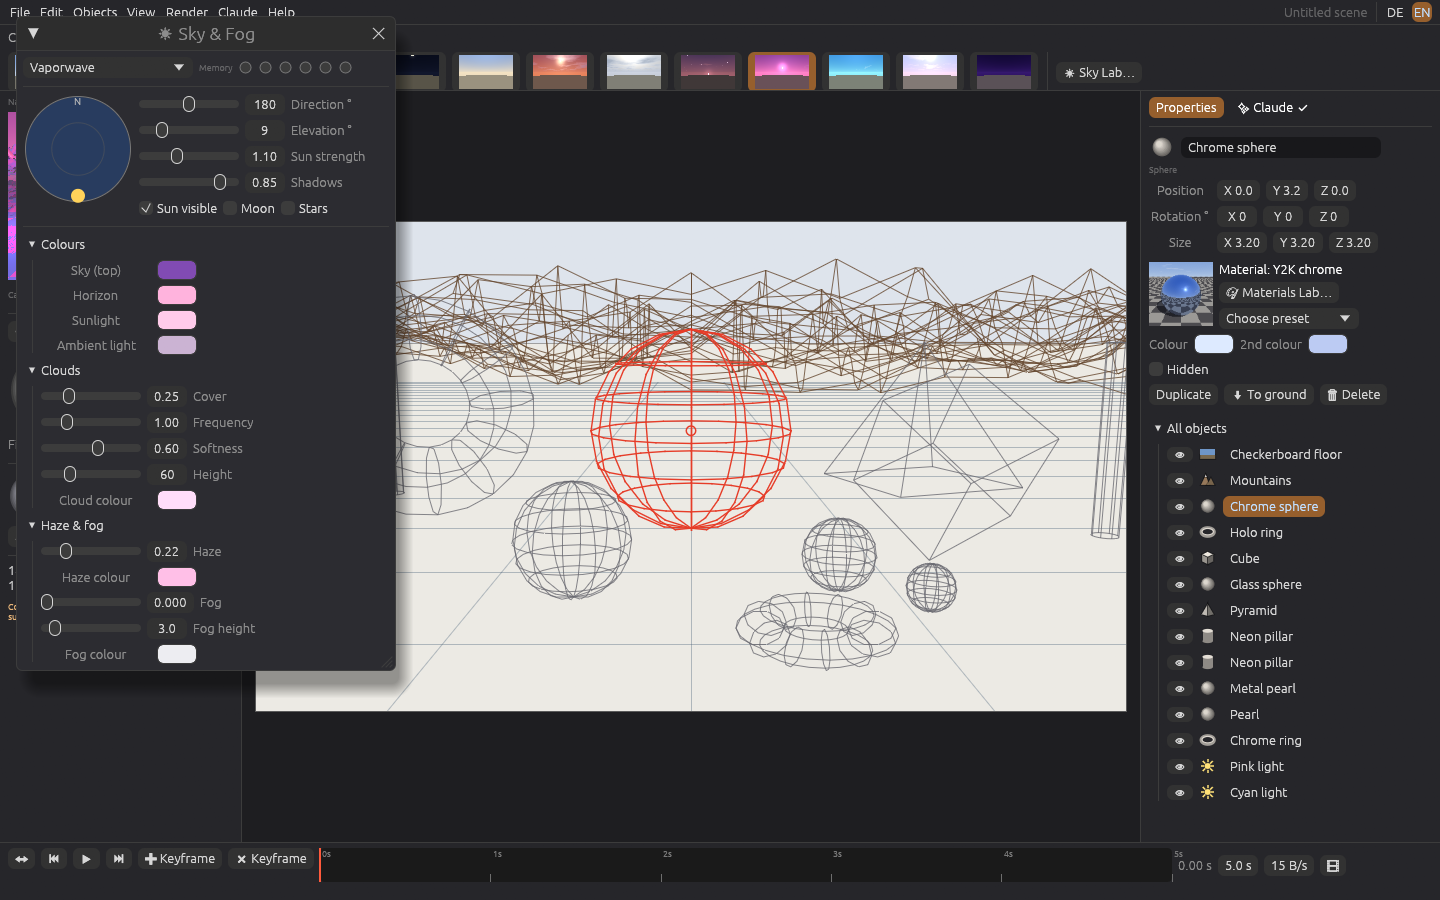 File Edit Objects View Render Claude Help
Untitled scene DE EN
Sky & Fog
Vaporwave Memory
Sky Lab...
N
180 Direction °
9 Elevation °
1.10 Sun strength
0.85 Shadows
Sun visible Moon Stars
Colours
Sky (top)
Horizon
Sunlight
Ambient light
Clouds
0.25 Cover
1.00 Frequency
0.60 Softness
60 Height
Cloud colour
Haze & fog
0.22 Haze
Haze colour
0.000 Fog
3.0 Fog height
Fog colour
Properties Claude
Chrome sphere
Sphere
Position X 0.0 Y 3.2 Z 0.0
Rotation ° X 0 Y 0 Z 0
Size X 3.20 Y 3.20 Z 3.20
Material: Y2K chrome
Materials Lab...
Choose preset
Colour 2nd colour
Hidden
Duplicate To ground Delete
All objects
Checkerboard floor
Mountains
Chrome sphere
Holo ring
Cube
Glass sphere
Pyramid
Neon pillar
Neon pillar
Metal pearl
Pearl
Chrome ring
Pink light
Cyan light
Keyframe Keyframe 0s 1s 2s 3s 4s 5s
0.00 s 5.0 s 15 B/s